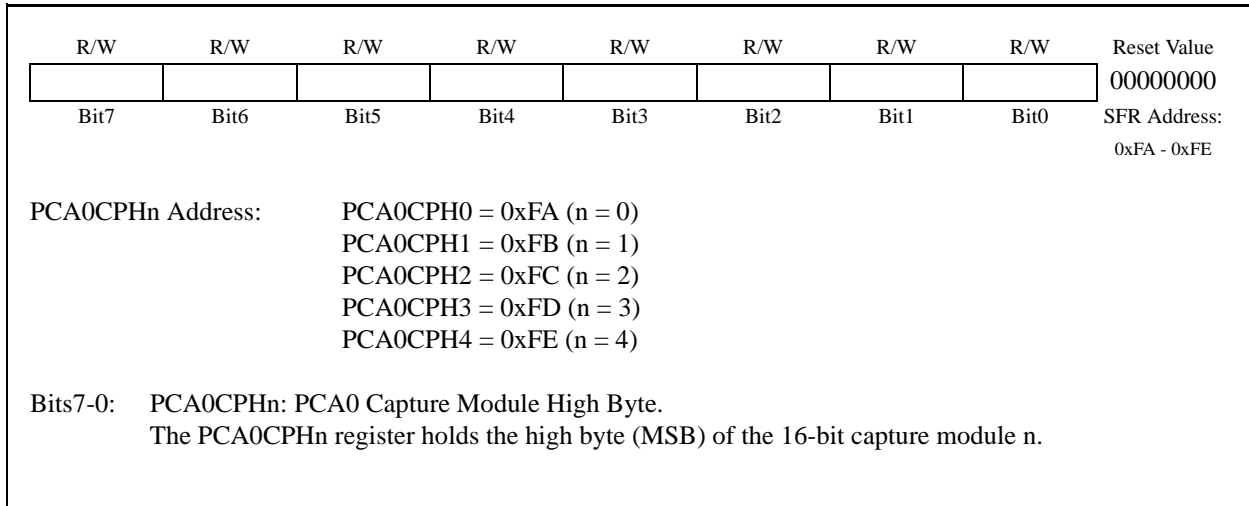 R/W R/W R/W R/W R/W R/W R/W R/W Reset Value
00000000
Bit7 Bit6 Bit5 Bit4 Bit3 Bit2 Bit1 Bit0 SFR Address:
0xFA - 0xFE
PCA0CPHn Address: PCA0CPH0 = 0xFA (n = 0)
PCA0CPH1 = 0xFB (n = 1)
PCA0CPH2 = 0xFC (n = 2)
PCA0CPH3 = 0xFD (n = 3)
PCA0CPH4 = 0xFE (n = 4)
Bits7-0: PCA0CPHn: PCA0 Capture Module High Byte.
The PCA0CPHn register holds the high byte (MSB) of the 16-bit capture module n.